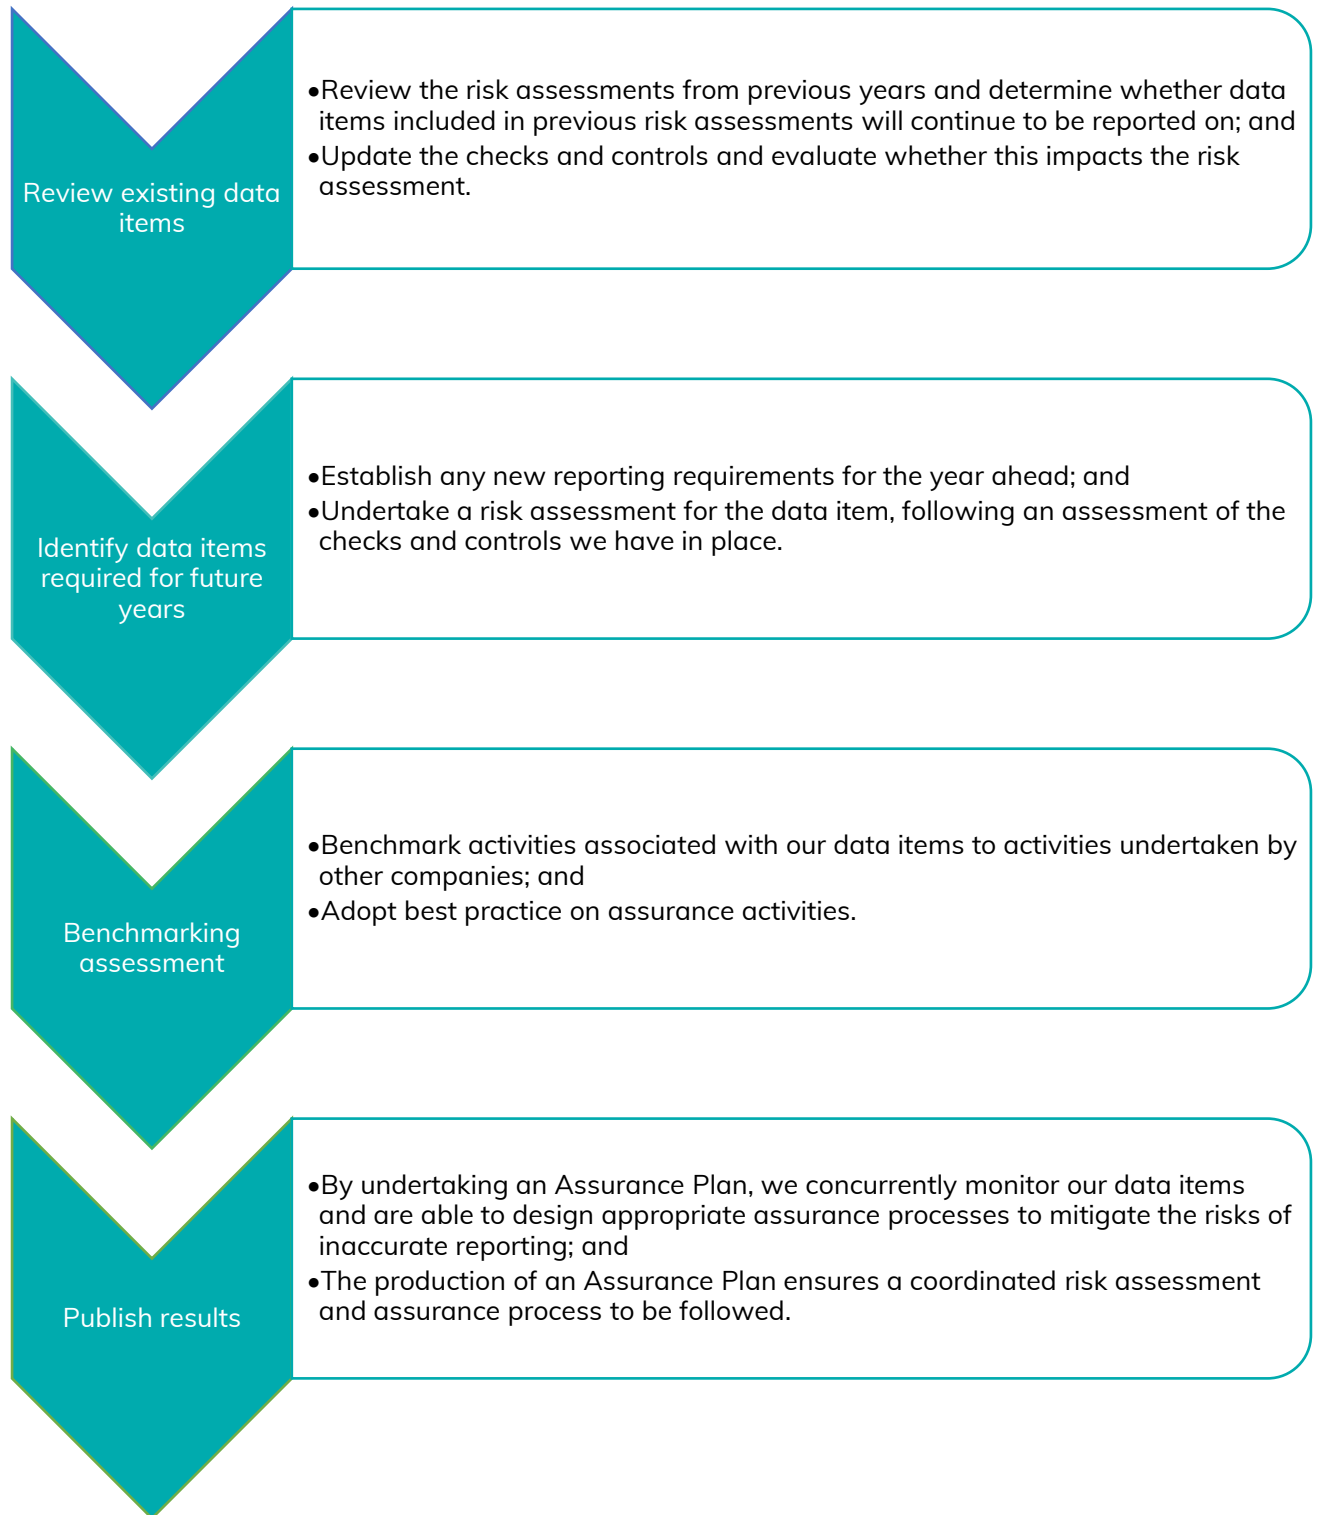 Review existing data
items
•Review the risk assessments from previous years and determine whether data
items included in previous risk assessments will continue to be reported on; and
•Update the checks and controls and evaluate whether this impacts the risk
assessment.
Identify data items
required for future
years
•Establish any new reporting requirements for the year ahead; and
•Undertake a risk assessment for the data item, following an assessment of the
checks and controls we have in place.
Benchmarking
assessment
•Benchmark activities associated with our data items to activities undertaken by
other companies; and
•Adopt best practice on assurance activities.
Publish results
•By undertaking an Assurance Plan, we concurrently monitor our data items
and are able to design appropriate assurance processes to mitigate the risks of
inaccurate reporting; and
•The production of an Assurance Plan ensures a coordinated risk assessment
and assurance process to be followed.